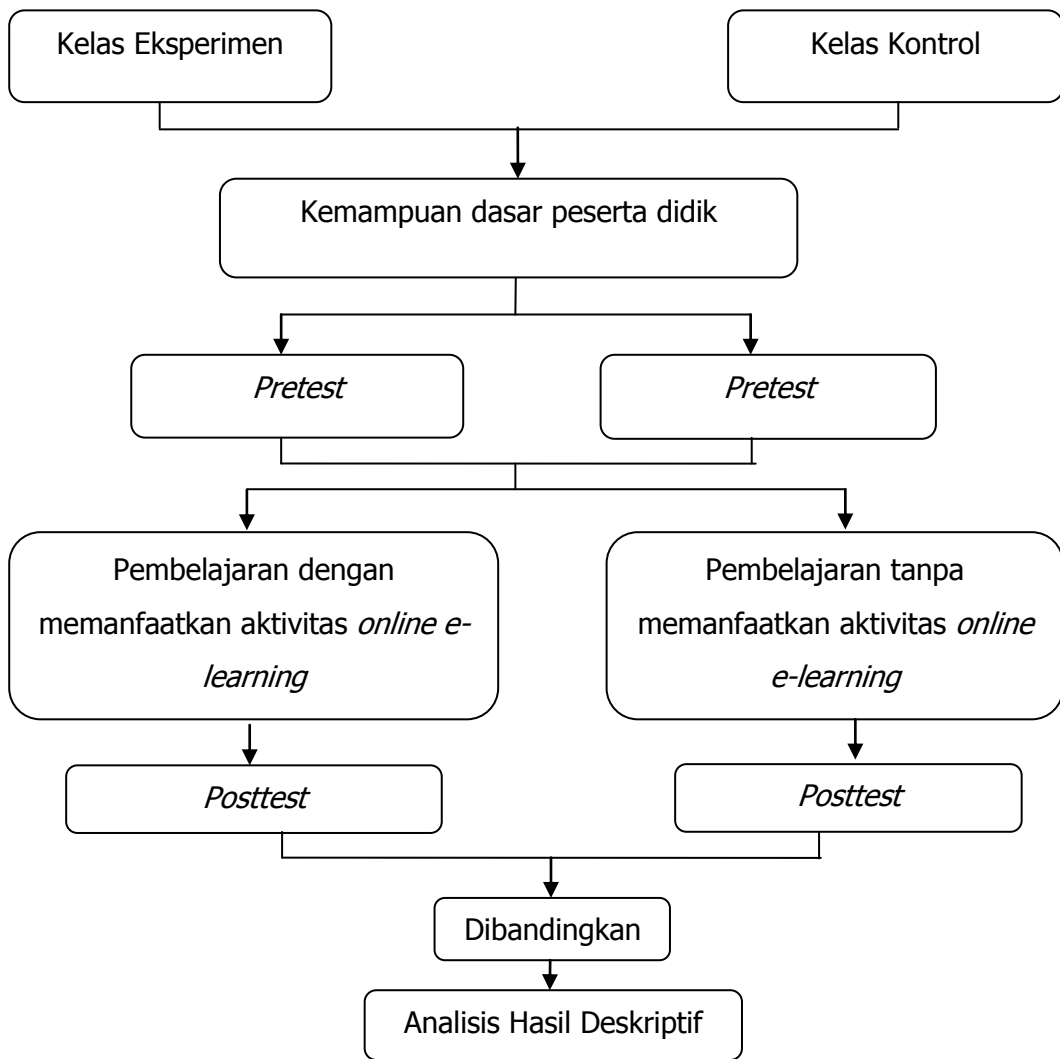 Kelas Eksperimen
Kelas Kontrol
Kemampuan dasar peserta didik
Pretest
Pretest
Pembelajaran dengan
memanfaatkan aktivitas online e-
learning
Pembelajaran tanpa
memanfaatkan aktivitas online
e-learning
Posttest
Posttest
Dibandingkan
Analisis Hasil Deskriptif